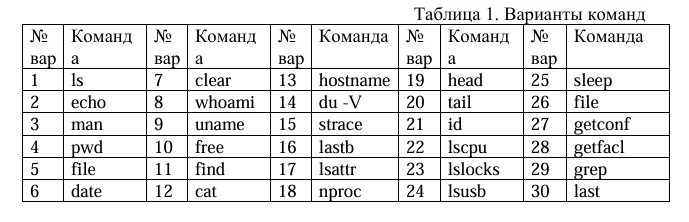 Таблица 1. Варианты команд
№ вар Команд а № вар Команд а № вар Команда № вар Команд а № вар Команда
1 ls 7 clear 13 hostname 19 head 25 sleep
2 echo 8 whoami 14 du -V 20 tail 26 file
3 man 9 uname 15 strace 21 id 27 getconf
4 pwd 10 free 16 lastb 22 lscpu 28 getfacl
5 file 11 find 17 lsattr 23 lslocks 29 grep
6 date 12 cat 18 nproc 24 lsusb 30 last